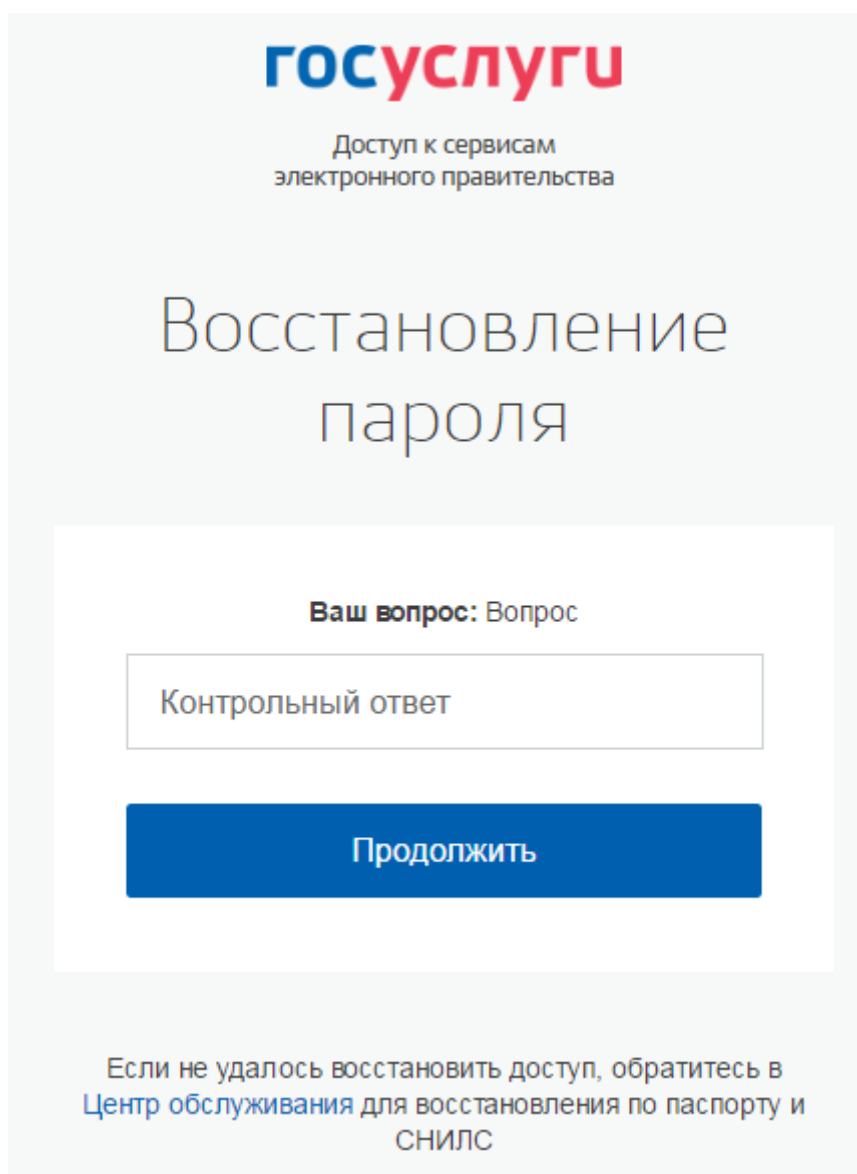 госуслуги
Доступ к сервисам
электронного правительства
Восстановление
пароля
Ваш вопрос: Вопрос
Контрольный ответ
Продолжить
Если не удалось восстановить доступ, обратитесь в
Центр обслуживания для восстановления по паспорту и
СНИЛС